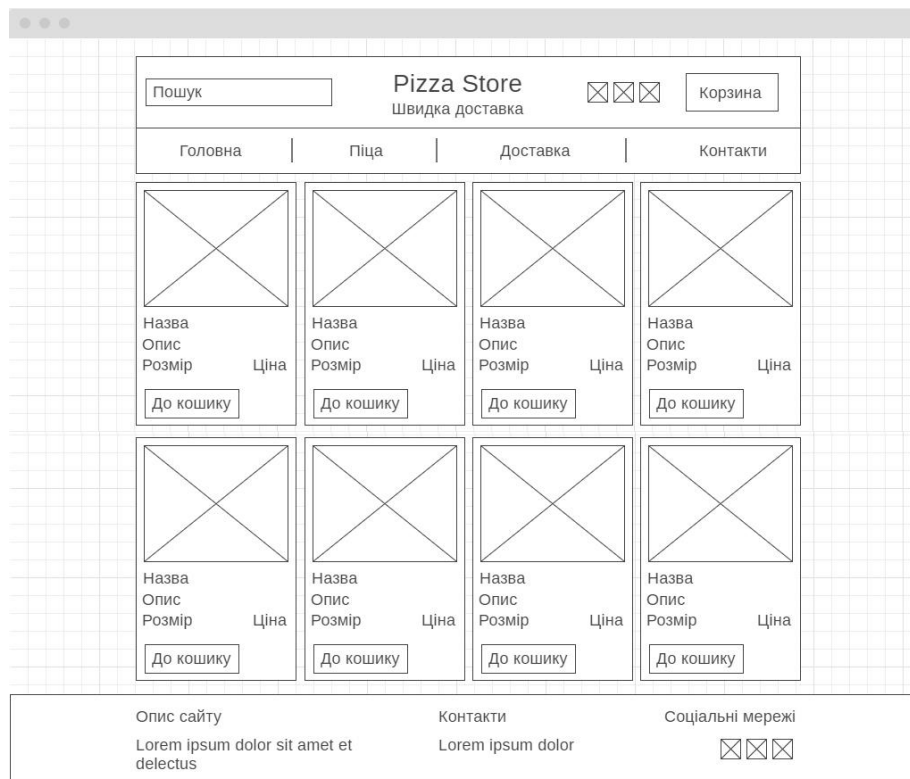 Пошук
Pizza Store
Швидка доставка
Корзина
Головна
Піца
Доставка
Контакти
Назва
Опис
Розмір Ціна
До кошику
Назва
Опис
Розмір Ціна
До кошику
Назва
Опис
Розмір Ціна
До кошику
Назва
Опис
Розмір Ціна
До кошику
Назва
Опис
Розмір Ціна
До кошику
Назва
Опис
Розмір Ціна
До кошику
Назва
Опис
Розмір Ціна
До кошику
Назва
Опис
Розмір Ціна
До кошику
Опис сайту
Lorem ipsum dolor sit amet et
delectus
Контакти
Lorem ipsum dolor
Соціальні мережі